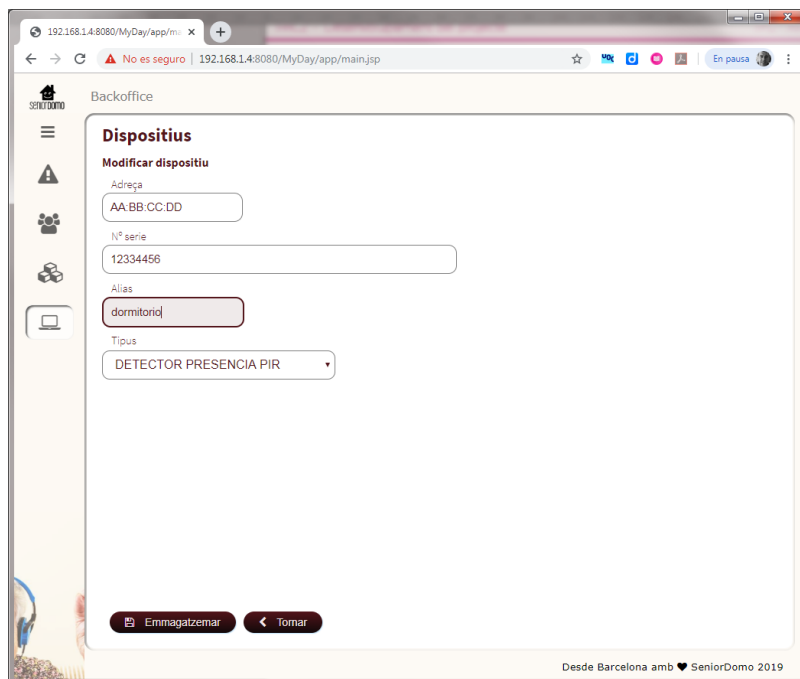 192.168.1.4:8080/MyDay/app/ma
No es seguro | 192.168.1.4:8080/MyDay/app/main.jsp
UOC
En pausa
SENIORDOMO
Backoffice
Dispositius
Modificar dispositiu
Adreça
AA:BB:CC:DD
Nº serie
12334456
Alias
dormitorio
Tipus
DETECTOR PRESENCIA PIR
Emmagatzemar
Tornar
Desde Barcelona amb ♥ SeniorDomo 2019